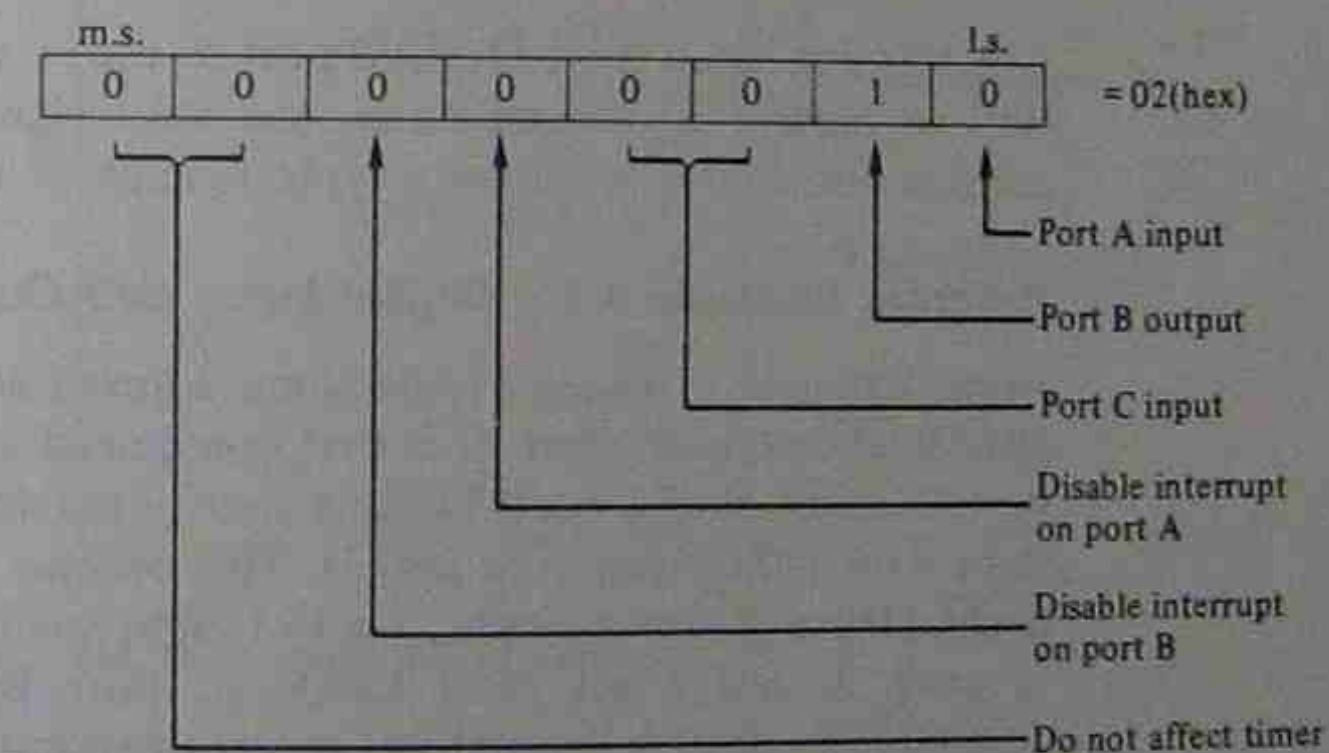 m.s. l.s.
0 0 0 0 0 0 1 0 = 02(hex)
Port A input
Port B output
Port C input
Disable interrupt
on port A
Disable interrupt
on port B
Do not affect timer